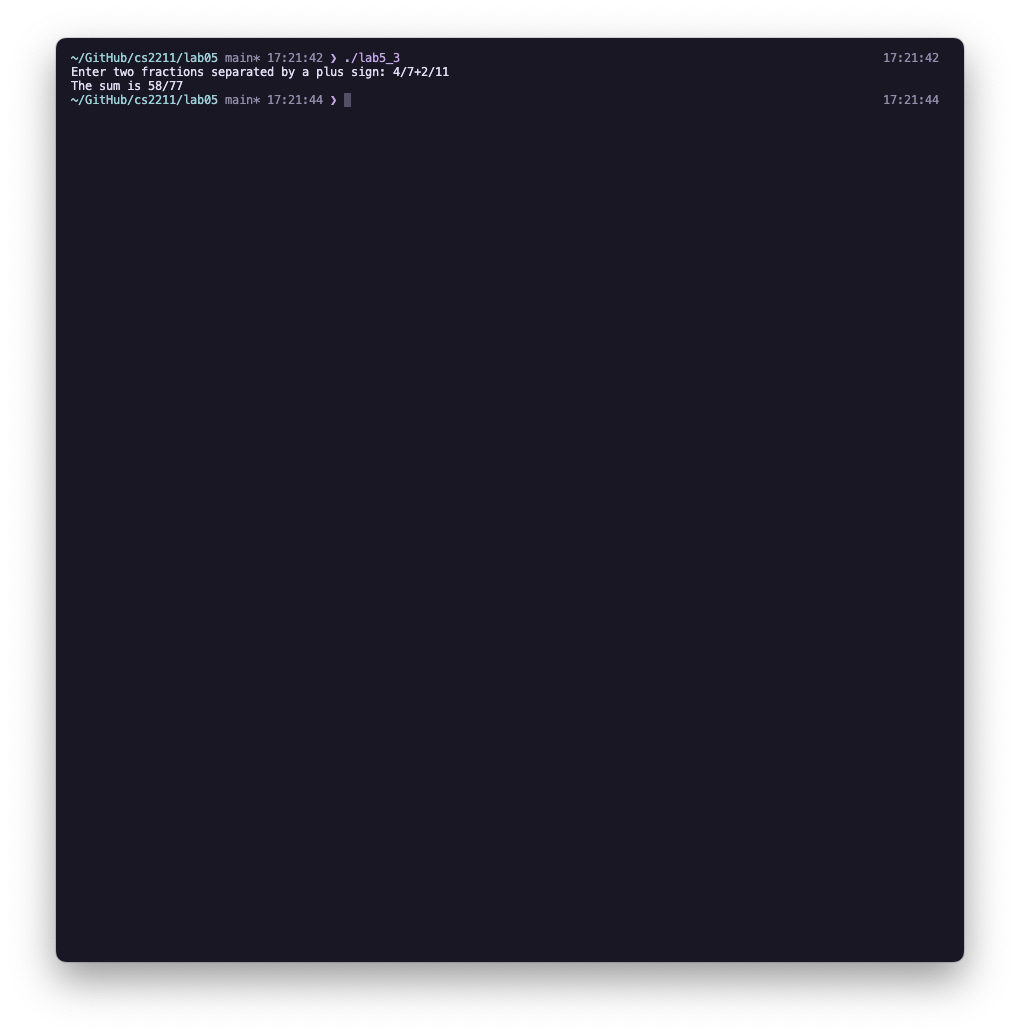 ~/GitHub/cs2211/lab05 main* 17:21:42 ❯ ./lab5_3 17:21:42
Enter two fractions separated by a plus sign: 4/7+2/11
The sum is 58/77
~/GitHub/cs2211/lab05 main* 17:21:44 ❯ 17:21:44